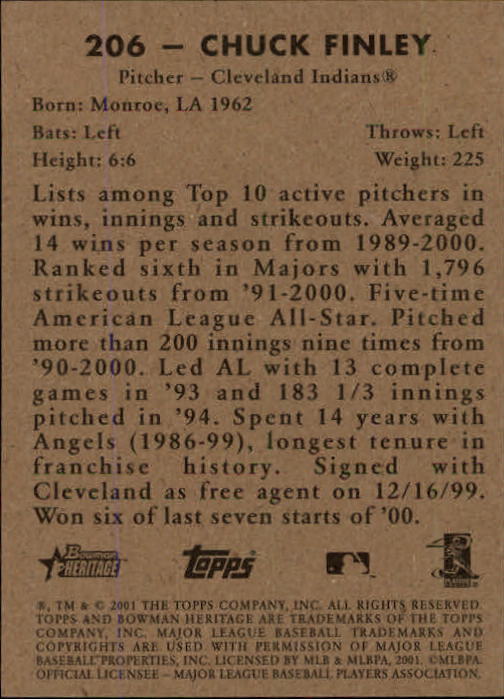 206 – CHUCK FINLEY
Pitcher – Cleveland Indians®
Born: Monroe, LA 1962
Bats: Left Throws: Left
Height: 6:6 Weight: 225
Lists among Top 10 active pitchers in
wins, innings and strikeouts. Averaged
14 wins per season from 1989-2000.
Ranked sixth in Majors with 1,796
strikeouts from '91-2000. Five-time
American League All-Star. Pitched
more than 200 innings nine times from
'90-2000. Led AL with 13 complete
games in '93 and 183 1/3 innings
pitched in '94. Spent 14 years with
Angels (1986-99), longest tenure in
franchise history. Signed with
Cleveland as free agent on 12/16/99.
Won six of last seven starts of '00.
Bowman HERITAGE Topps
®, TM & © 2001 THE TOPPS COMPANY, INC. ALL RIGHTS RESERVED.
TOPPS AND BOWMAN HERITAGE ARE TRADEMARKS OF THE TOPPS
COMPANY, INC. MAJOR LEAGUE BASEBALL TRADEMARKS AND
COPYRIGHTS ARE USED WITH PERMISSION OF MAJOR LEAGUE
BASEBALL PROPERTIES, INC. LICENSED BY MLB & MLBPA, 2001. ©MLBPA.
OFFICIAL LICENSEE – MAJOR LEAGUE BASEBALL PLAYERS ASSOCIATION.